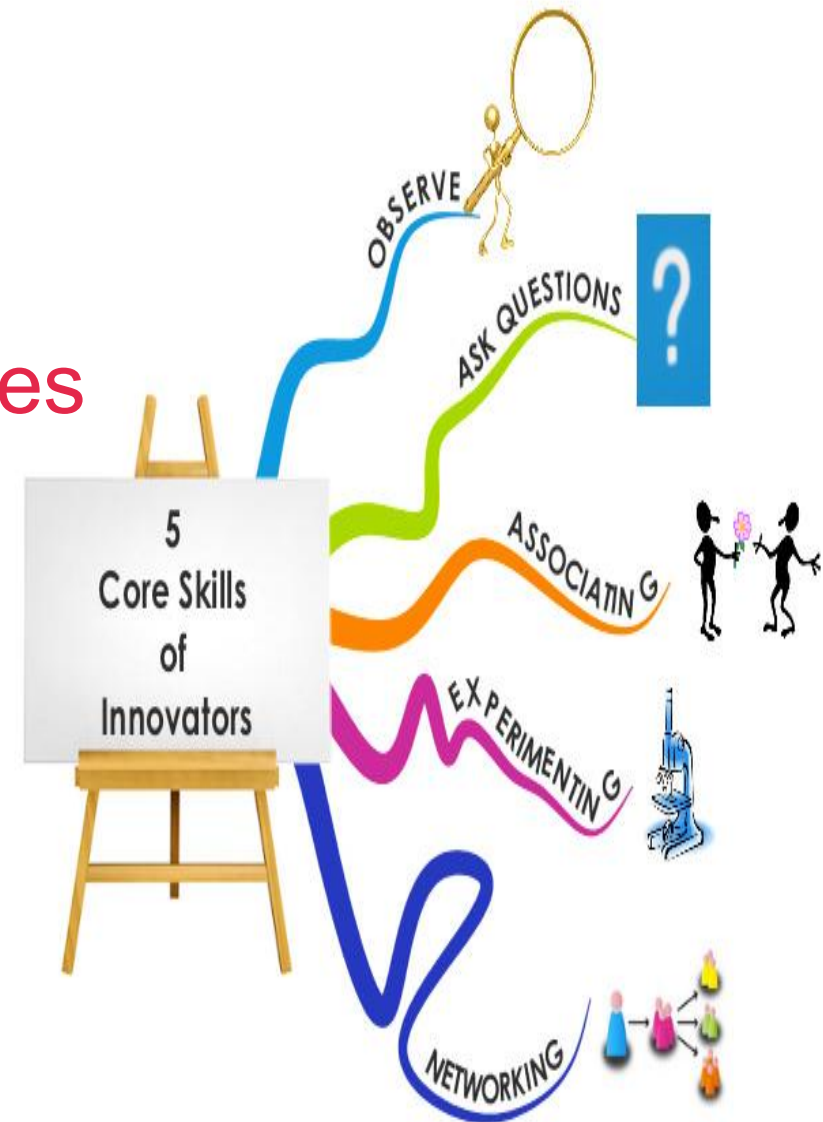 OBSERVE
?
ASK QUESTIONS
es
5
Core Skills
of
Innovators
ASSOCIATING
EXPERIMENTING
NETWORKING